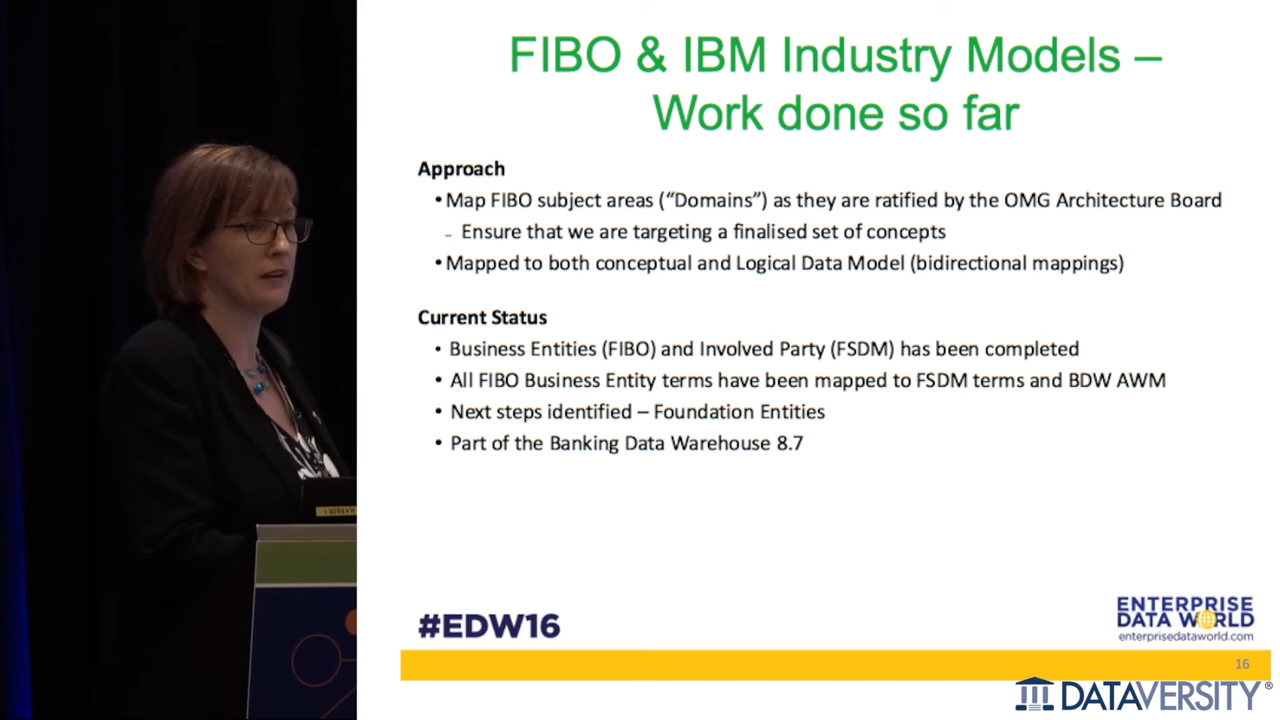 FIBO & IBM Industry Models –
Work done so far
Approach
•Map FIBO subject areas (“Domains”) as they are ratified by the OMG Architecture Board
- Ensure that we are targeting a finalised set of concepts
•Mapped to both conceptual and Logical Data Model (bidirectional mappings)
Current Status
• Business Entities (FIBO) and Involved Party (FSDM) has been completed
• All FIBO Business Entity terms have been mapped to FSDM terms and BDW AWM
• Next steps identified – Foundation Entities
• Part of the Banking Data Warehouse 8.7
#EDW16
ENTERPRISE
DATA WORLD
enterprisedataworld.com
16
DATAVERSITY®